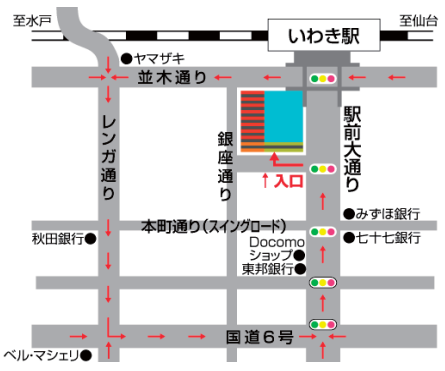 至水戸
いわき駅
至仙台
ヤマザキ
並木通り
レンガ通り
銀座通り
駅前大通り
入口
みずほ銀行
本町通り(スイングロード)
秋田銀行
七十七銀行
Docomo
ショップ
東邦銀行
国道6号
ベル・マシェリ